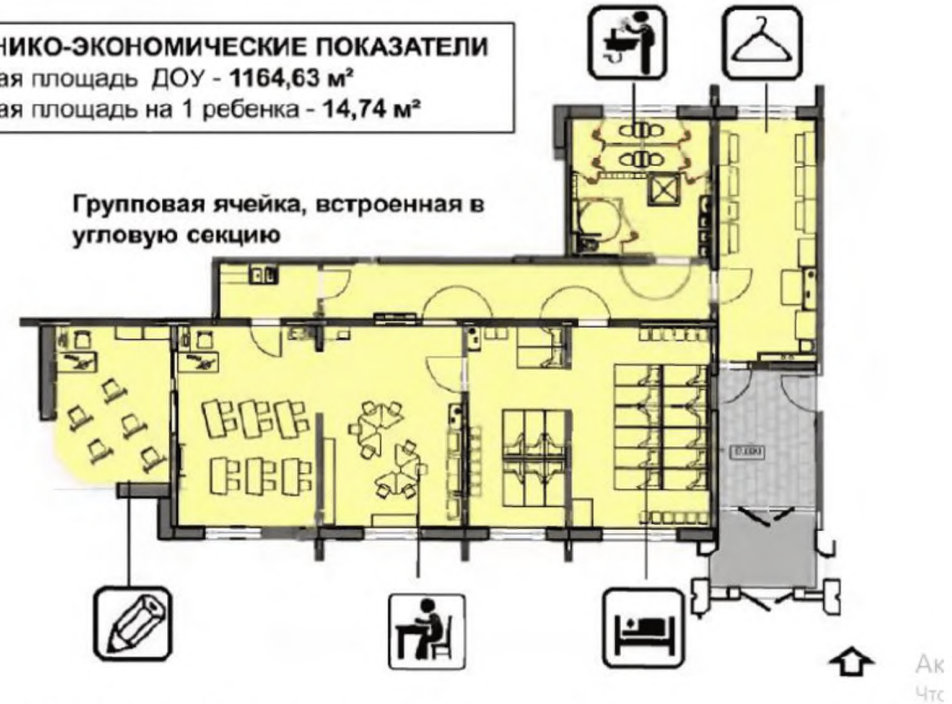 НИКО-ЭКОНОМИЧЕСКИЕ ПОКАЗАТЕЛИ
ая площадь ДОУ - 1164,63 м²
ая площадь на 1 ребенка - 14,74 м²
Групповая ячейка, встроенная в
угловую секцию
Ак
Что